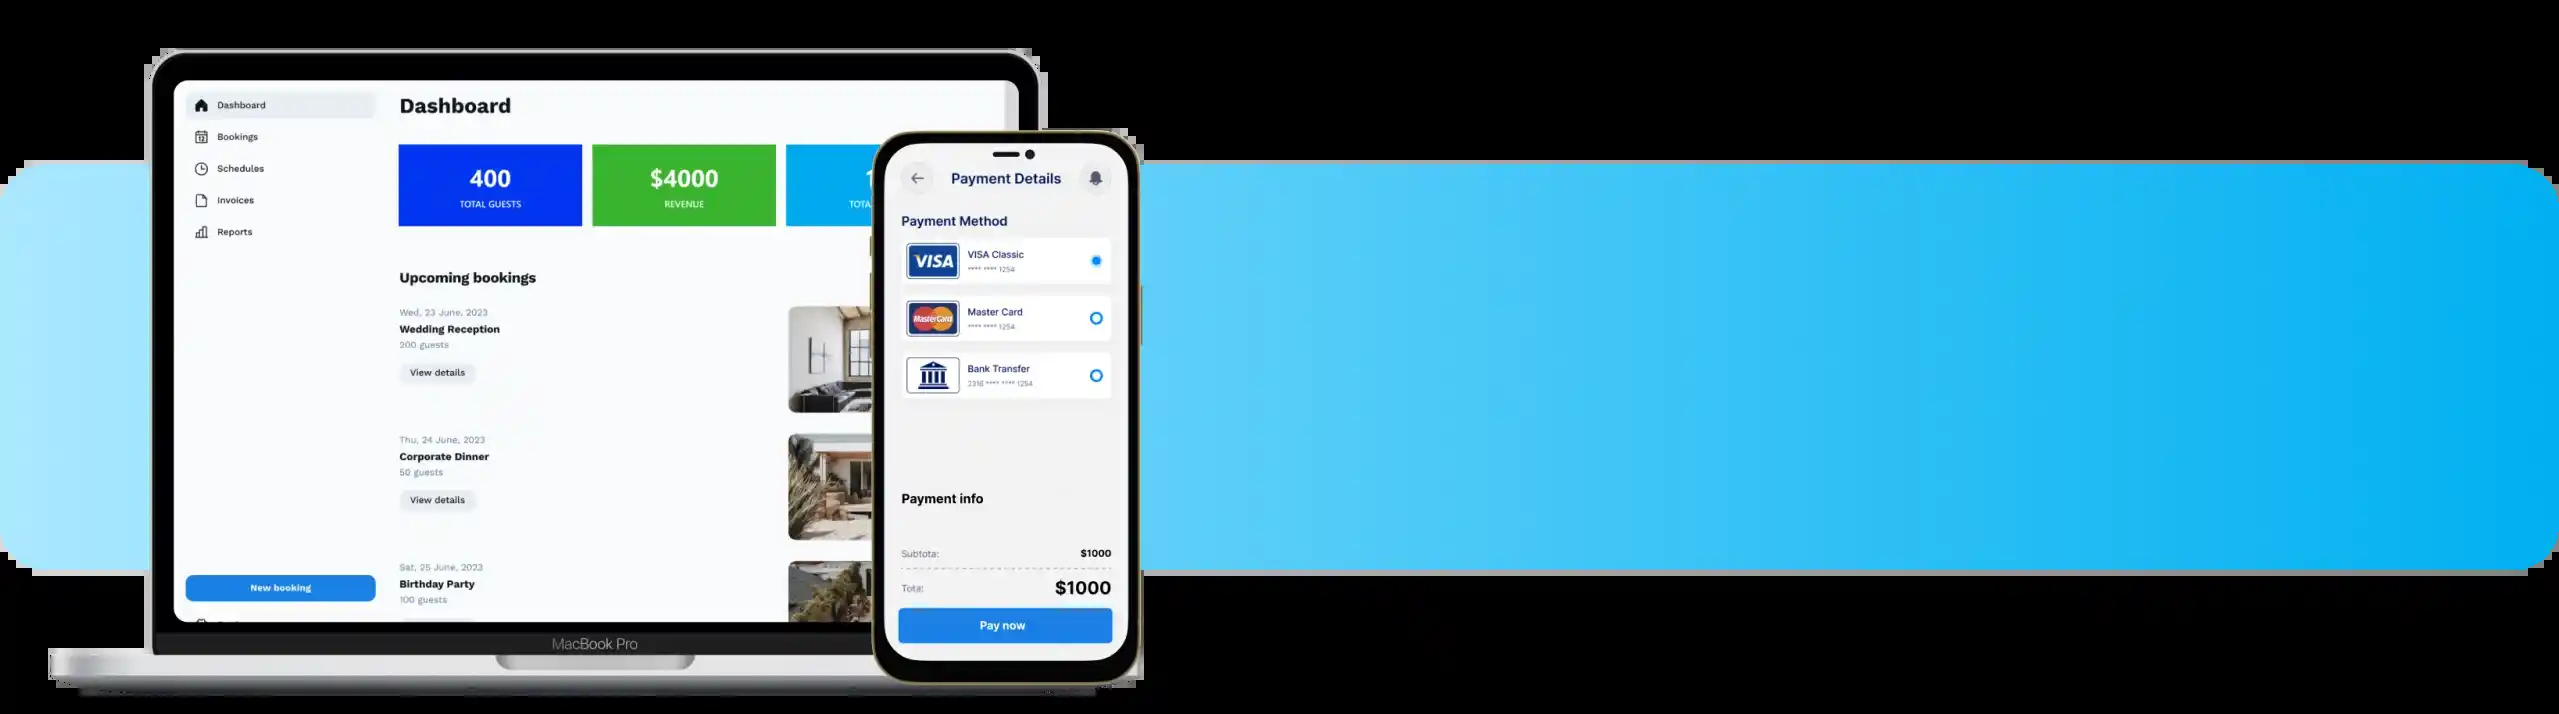 Dashboard
Bookings
Schedules
Invoices
Reports
New booking
Dashboard
400
TOTAL GUESTS
$4000
REVENUE
Upcoming bookings
Wed, 23 June, 2023
Wedding Reception
200 guests
View details
Thu, 24 June, 2023
Corporate Dinner
50 guests
View details
Sat, 25 June, 2023
Birthday Party
100 guests
MacBook Pro
Payment Details
Payment Method
VISA
VISA Classic
**** **** 1254
MasterCard
Master Card
**** **** 1254
Bank Transfer
2316 **** **** 1254
Payment info
Subtota:
$1000
Tota:
$1000
Pay now